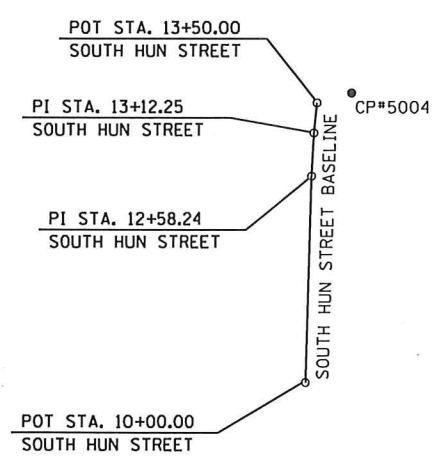 POT STA. 13+50.00
SOUTH HUN STREET
CP#5004
PI STA. 13+12.25
SOUTH HUN STREET
PI STA. 12+58.24
SOUTH HUN STREET
SOUTH HUN STREET BASELINE
POT STA. 10+00.00
SOUTH HUN STREET